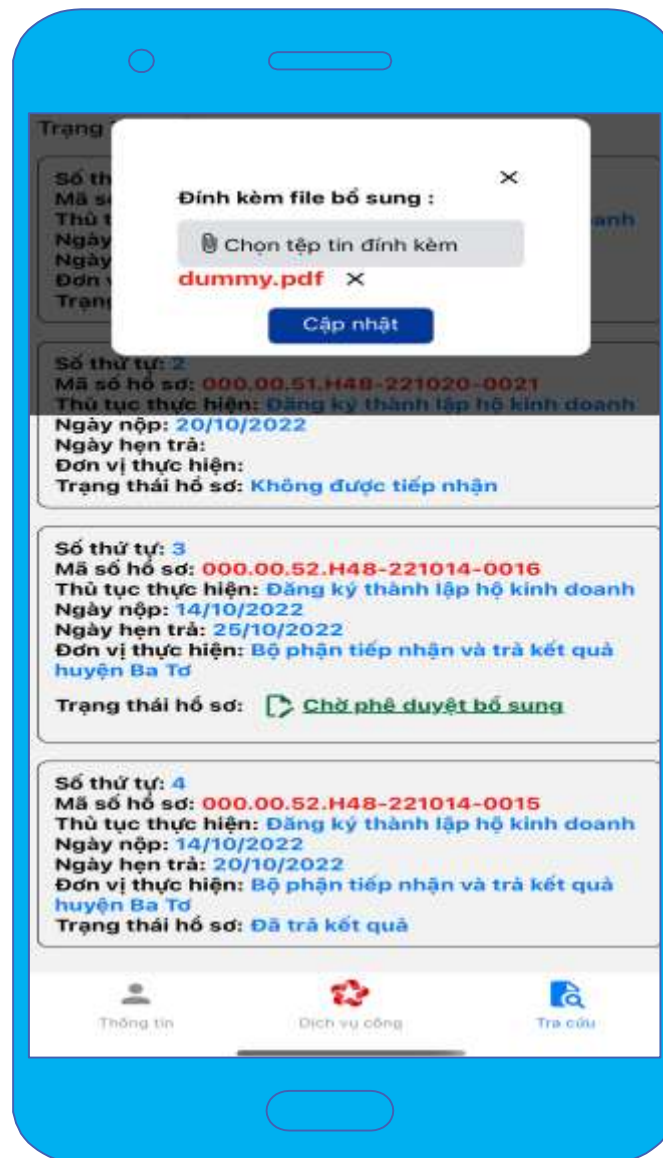 Trạng
Đính kèm file bổ sung :
Chọn tệp tin đính kèm
dummy.pdf
Cập nhật
Số th
Mã s
Thủ t
anh
Ngày
Ngày
Đơn v
Trạng
Số thứ tự: 2
Mã số hồ sơ: 000.00.51.H48-221020-0021
Thủ tục thực hiện: Đăng ký thành lập hộ kinh doanh
Ngày nộp: 20/10/2022
Ngày hẹn trả:
Đơn vị thực hiện:
Trạng thái hồ sơ: Không được tiếp nhận
Số thứ tự: 3
Mã số hồ sơ: 000.00.52.H48-221014-0016
Thủ tục thực hiện: Đăng ký thành lập hộ kinh doanh
Ngày nộp: 14/10/2022
Ngày hẹn trả: 25/10/2022
Đơn vị thực hiện: Bộ phận tiếp nhận và trả kết quả
huyện Ba Tơ
Trạng thái hồ sơ: Chờ phê duyệt bổ sung
Số thứ tự: 4
Mã số hồ sơ: 000.00.52.H48-221014-0015
Thủ tục thực hiện: Đăng ký thành lập hộ kinh doanh
Ngày nộp: 14/10/2022
Ngày hẹn trả: 20/10/2022
Đơn vị thực hiện: Bộ phận tiếp nhận và trả kết quả
huyện Ba Tơ
Trạng thái hồ sơ: Đã trả kết quả
Thông tin
Dịch vụ công
Tra cứu